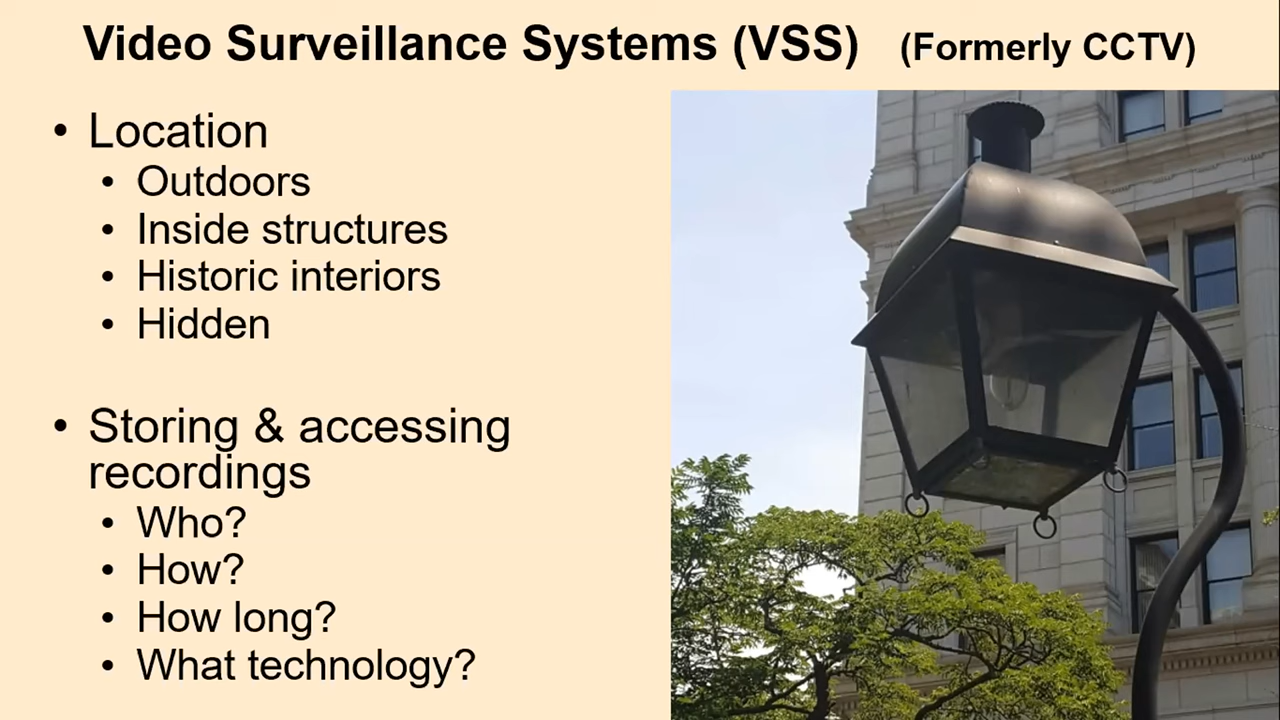 Video Surveillance Systems (VSS) (Formerly CCTV)
• Location
• Outdoors
• Inside structures
• Historic interiors
• Hidden
• Storing & accessing
recordings
• Who?
• How?
• How long?
• What technology?